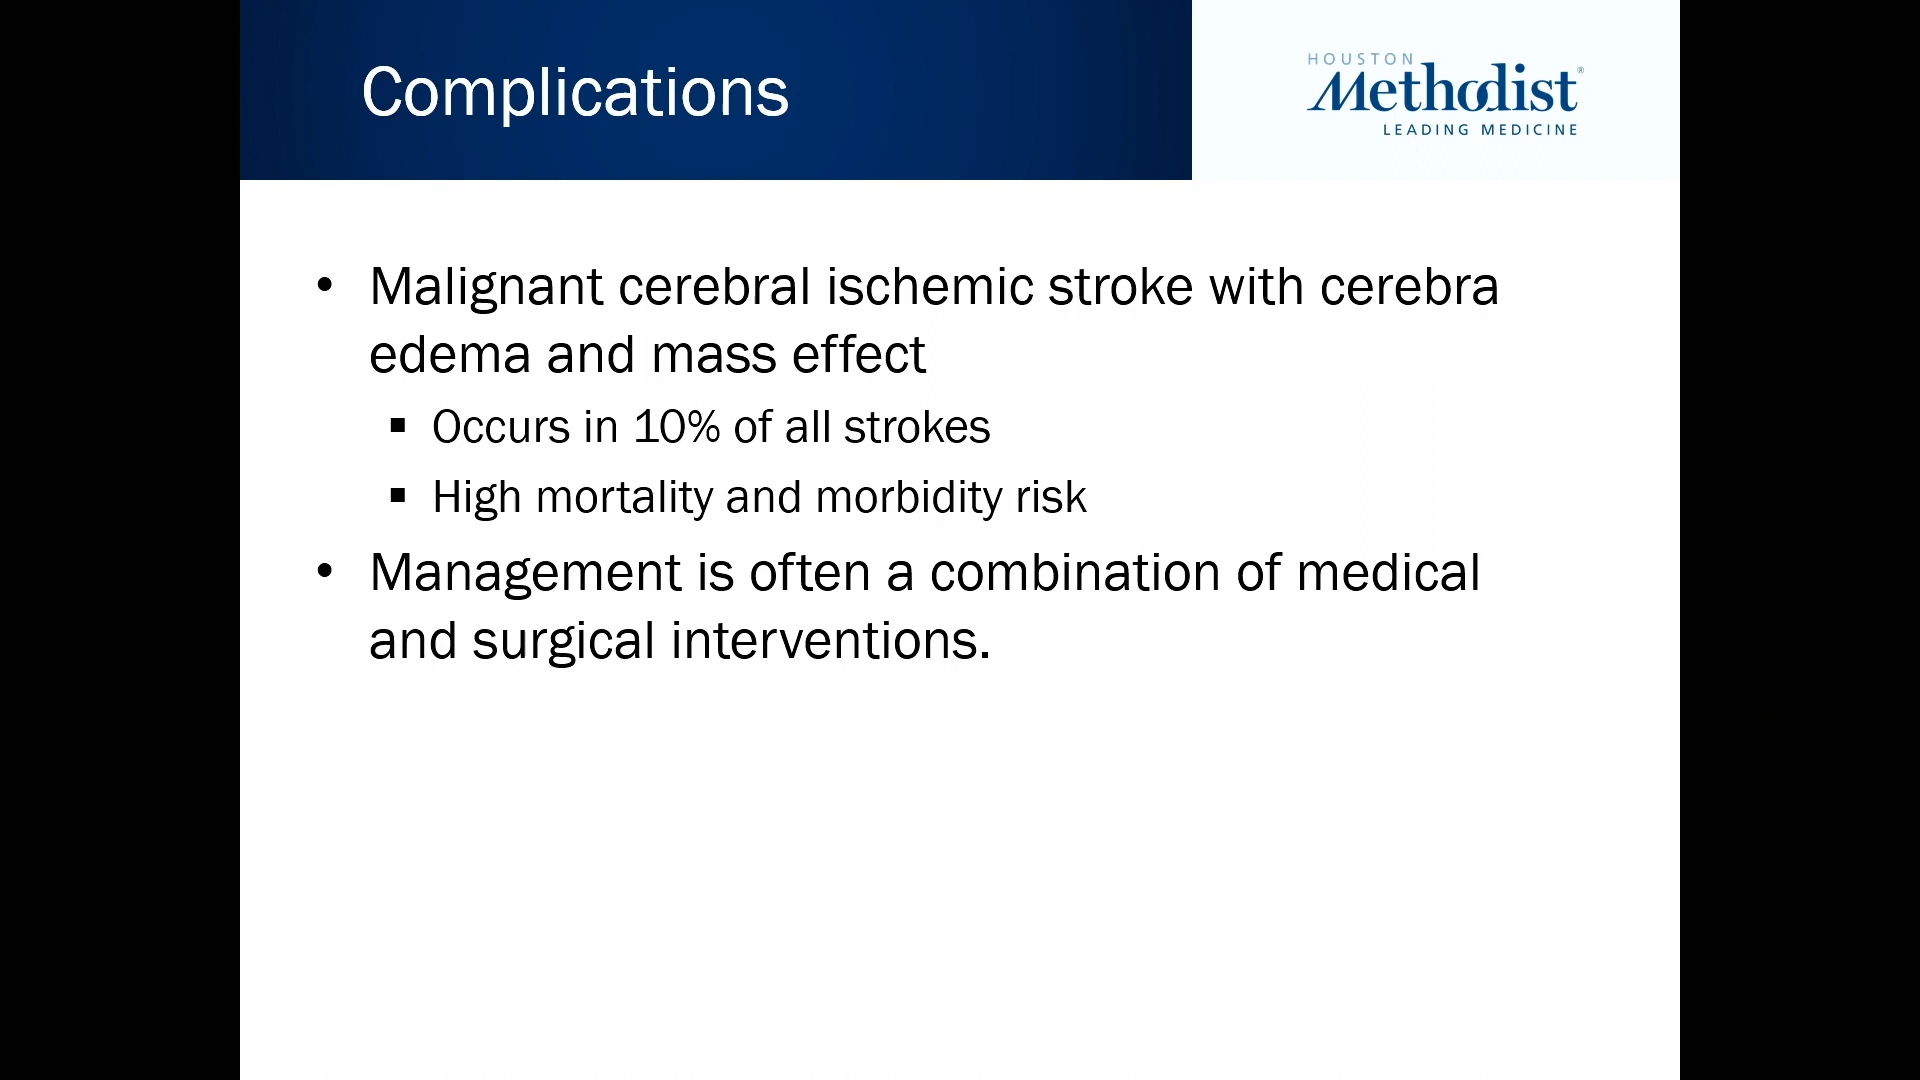 Complications
HOUSTON
Methodist®
LEADING MEDICINE
• Malignant cerebral ischemic stroke with cerebra
edema and mass effect
▪ Occurs in 10% of all strokes
▪ High mortality and morbidity risk
• Management is often a combination of medical
and surgical interventions.